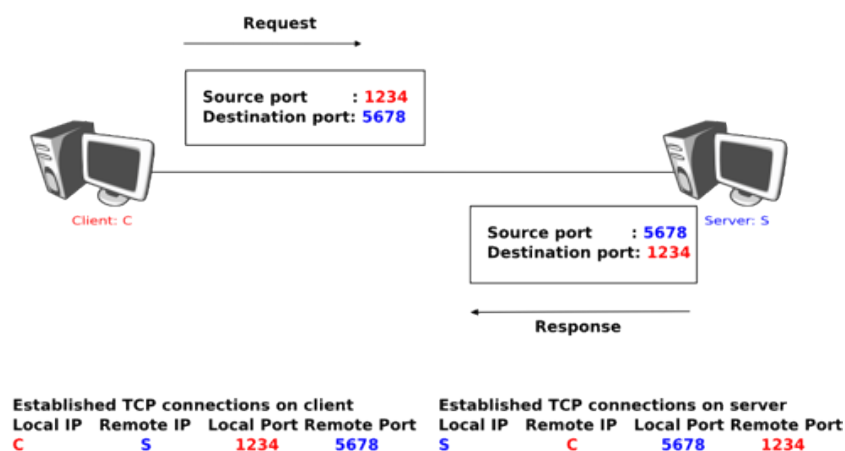 Request
Source port : 1234
Destination port: 5678
Client: C
Server: S
Source port : 5678
Destination port: 1234
Response
Established TCP connections on client
Local IP Remote IP Local Port Remote Port
C S 1234 5678
Established TCP connections on server
Local IP Remote IP Local Port Remote Port
S C 5678 1234